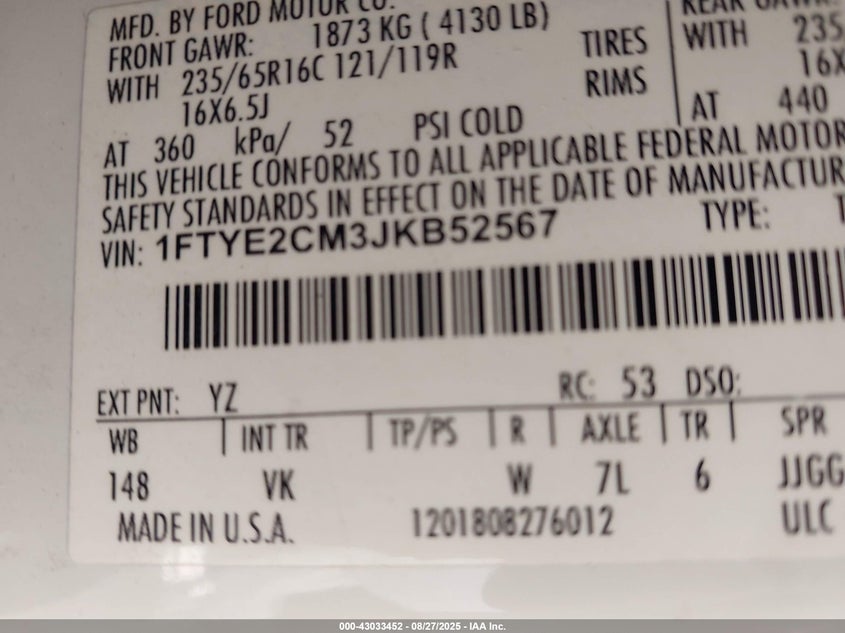 MFD. BY FORD MOTOR CO.
FRONT GAWR: 1873 KG ( 4130 LB)
WITH 235/65R16C 121/119R TIRES
16X6.5J RIMS
AT 360 kPa/ 52 PSI COLD
REAR GAWR:
WITH 235
16X
AT 440
THIS VEHICLE CONFORMS TO ALL APPLICABLE FEDERAL MOTOR
SAFETY STANDARDS IN EFFECT ON THE DATE OF MANUFACTUR
VIN: 1FTYE2CM3JKB52567 TYPE: T
EXT PNT: YZ RC: 53 DSO:
WB INT TR TP/PS R AXLE TR SPR
148 VK W 7L 6 JJGG
MADE IN U.S.A. 1201808276012 ULC
000-43033452 - 08/27/2025 - IAA Inc.